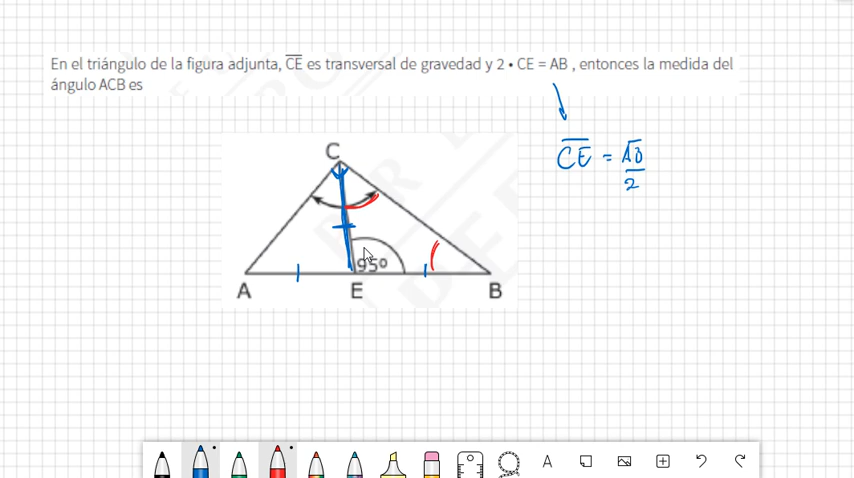 En el triángulo de la figura adjunta, CE es transversal de gravedad y 2 • CE = AB , entonces la medida del
ángulo ACB es
CE = AB/2
C
95º
A
E
B
A